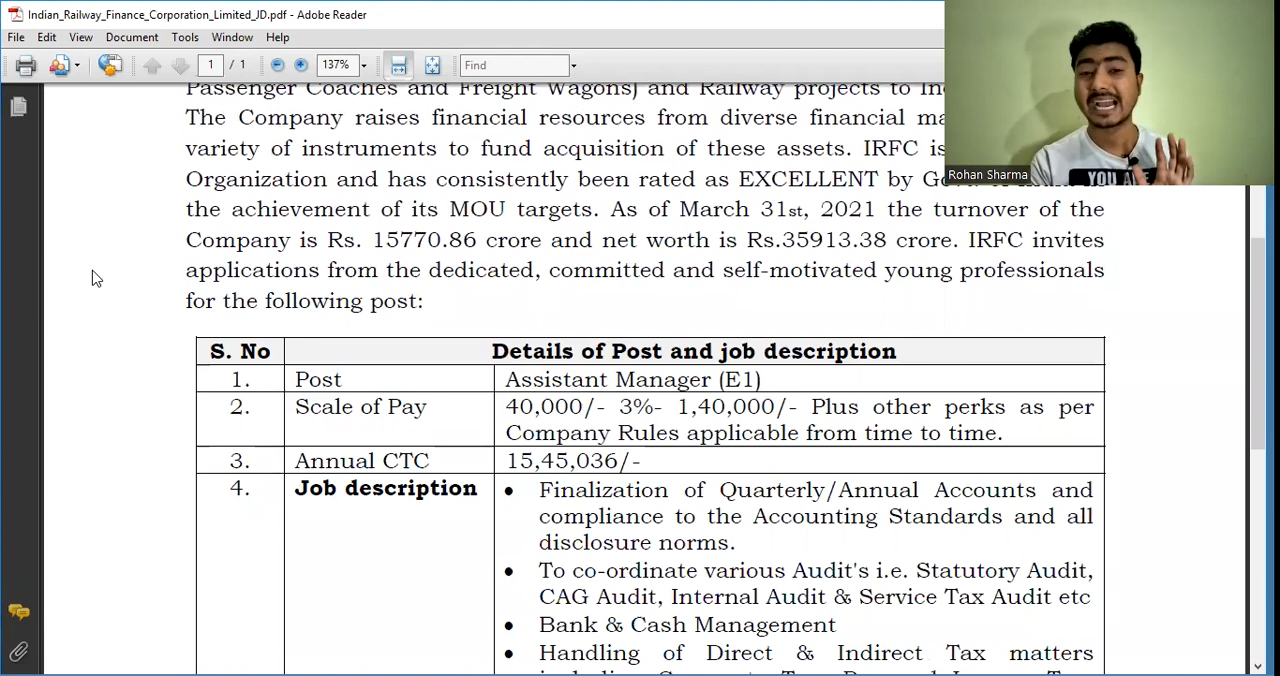 Indian_Railway_Finance_Corporation_Limited_JD.pdf - Adobe Reader
File Edit View Document Tools Window Help
1 / 1 137% Find
Passenger Coaches and Freight Wagons) and Railway projects to
The Company raises financial resources from diverse financial
variety of instruments to fund acquisition of these assets. IRFC is
Organization and has consistently been rated as EXCELLENT by
the achievement of its MOU targets. As of March 31st, 2021 the turnover of the
Company is Rs. 15770.86 crore and net worth is Rs.35913.38 crore. IRFC invites
applications from the dedicated, committed and self-motivated young professionals
for the following post:
S. No Details of Post and job description
1. Post Assistant Manager (E1)
2. Scale of Pay 40,000/- 3%- 1,40,000/- Plus other perks as per
Company Rules applicable from time to time.
3. Annual CTC 15,45,036/-
4. Job description • Finalization of Quarterly/Annual Accounts and
compliance to the Accounting Standards and all
disclosure norms.
• To co-ordinate various Audit's i.e. Statutory Audit,
CAG Audit, Internal Audit & Service Tax Audit etc
• Bank & Cash Management
• Handling of Direct & Indirect Tax matters
Rohan Sharma
YOU ARE